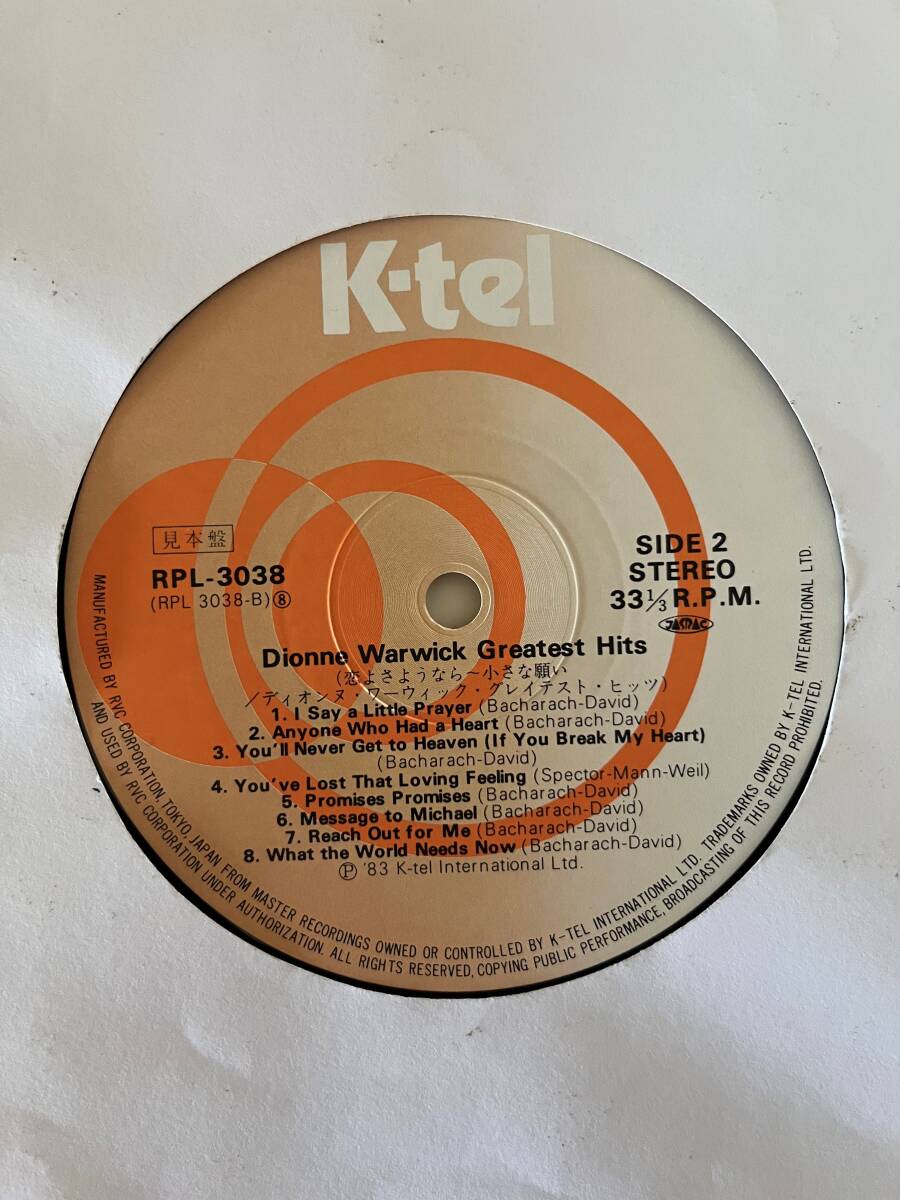 K-tel
見本盤
RPL-3038
(RPL 3038-B)⑧
SIDE 2
STEREO
33 1/3 R.P.M.
JASRAC
Dionne Warwick Greatest Hits
(恋よさようなら〜小さな願い
/ディオンヌ・ワーウィック・グレイテスト・ヒッツ)
1. I Say a Little Prayer (Bacharach-David)
2. Anyone Who Had a Heart (Bacharach-David)
3. You'll Never Get to Heaven (If You Break My Heart)
(Bacharach-David)
4. You've Lost That Loving Feeling (Spector-Mann-Weil)
5. Promises Promises (Bacharach-David)
6. Message to Michael (Bacharach-David)
7. Reach Out for Me (Bacharach-David)
8. What the World Needs Now (Bacharach-David)
Ⓟ '83 K-tel International Ltd.
MANUFACTURED BY RVC CORPORATION, TOKYO, JAPAN FROM MASTER RECORDINGS OWNED OR CONTROLLED BY K-TEL INTERNATIONAL LTD. TRADEMARKS OWNED BY K-TEL INTERNATIONAL LTD.
AND USED BY RVC CORPORATION UNDER AUTHORIZATION. ALL RIGHTS RESERVED, COPYING PUBLIC PERFORMANCE, BROADCASTING OF THIS RECORD PROHIBITED.